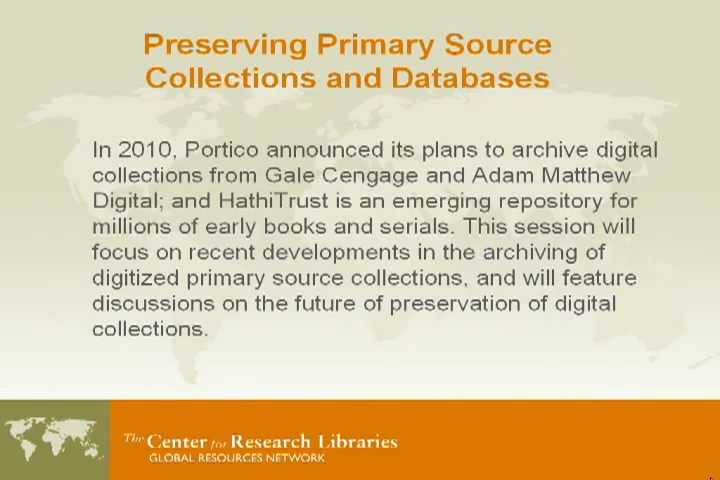 Preserving Primary Source
Collections and Databases
In 2010, Portico announced its plans to archive digital
collections from Gale Cengage and Adam Matthew
Digital; and HathiTrust is an emerging repository for
millions of early books and serials. This session will
focus on recent developments in the archiving of
digitized primary source collections, and will feature
discussions on the future of preservation of digital
collections.
The Center for Research Libraries
GLOBAL RESOURCES NETWORK